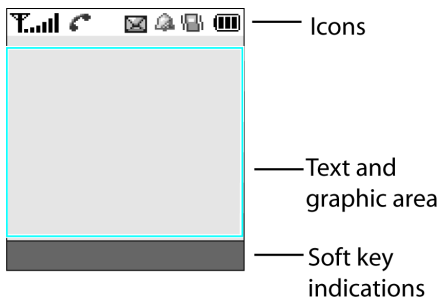 Icons
Text and
graphic area
Soft key
indications